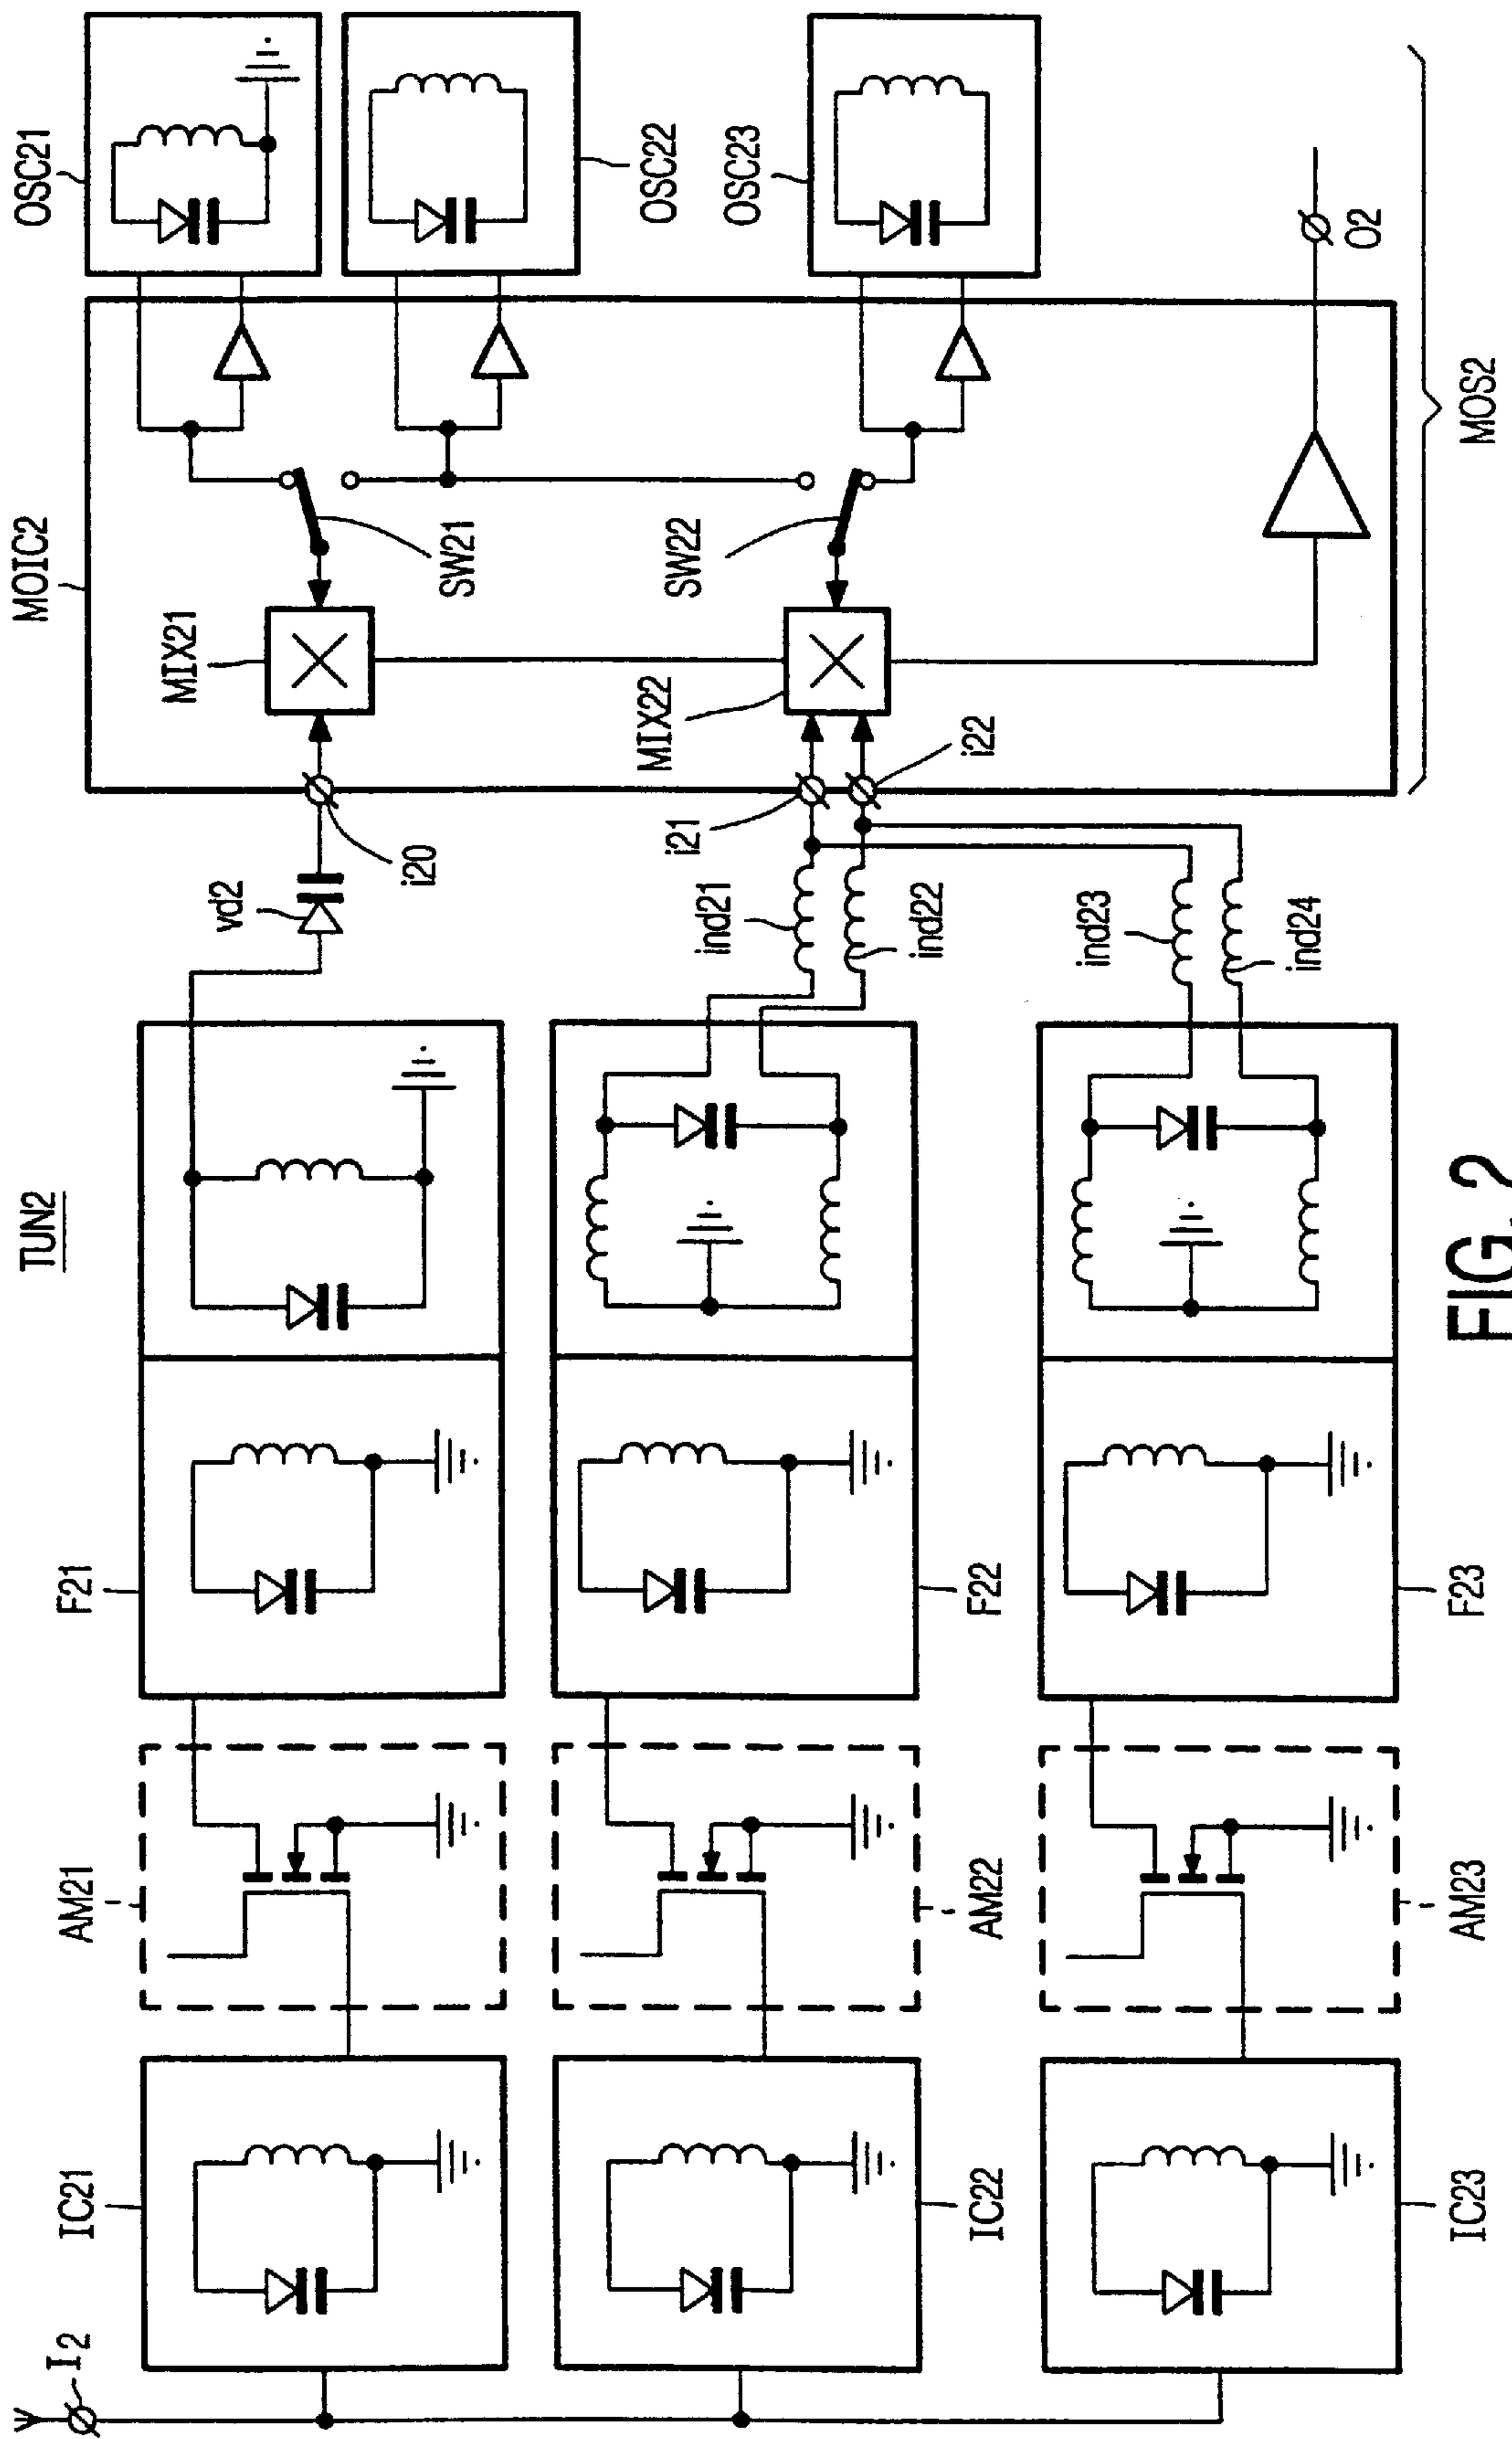 TUN2
I2
IC21
AM21
F21
vd2
i20
MOIC2
MIX21
SW21
OSC21
OSC22
IC22
AM22
F22
ind21
ind22
i21
i22
MIX22
SW22
OSC23
IC23
AM23
F23
ind23
ind24
O2
MOS2
FIG. 2